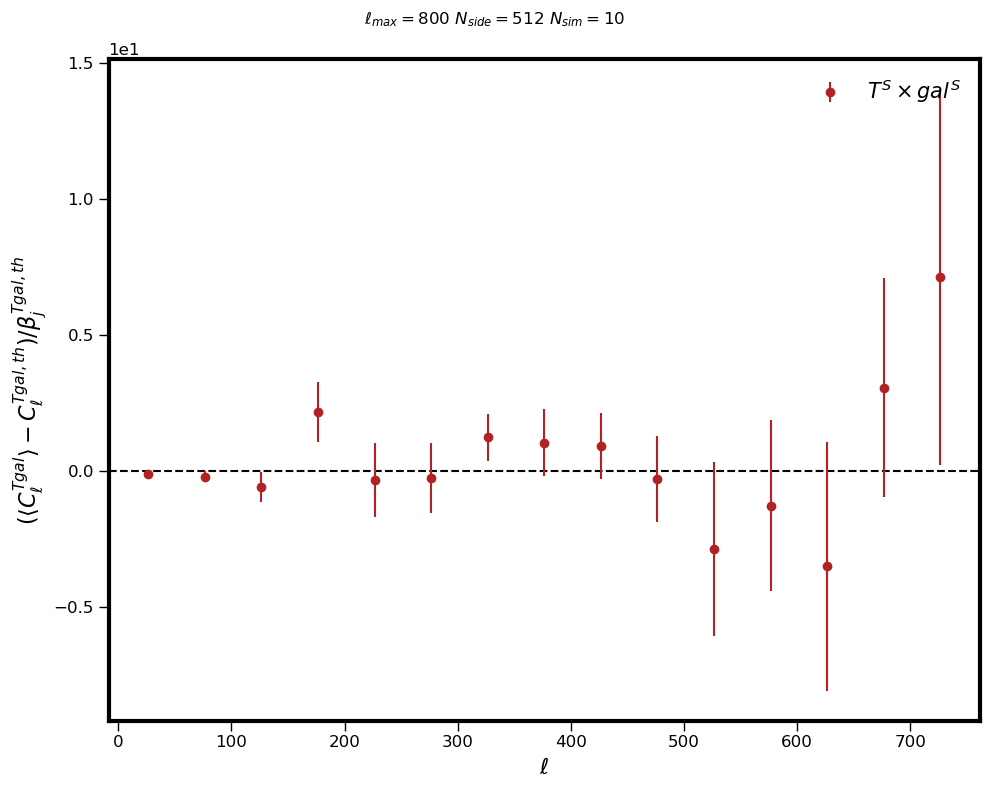 ℓ_max = 800 N_side = 512 N_sim = 10
1e1
1.5
1.0
0.5
0.0
−0.5
T^S × gal^S
(⟨C_ℓ^{Tgal}⟩ − C_ℓ^{Tgal, th})/β_j^{Tgal, th}
0 100 200 300 400 500 600 700
ℓ